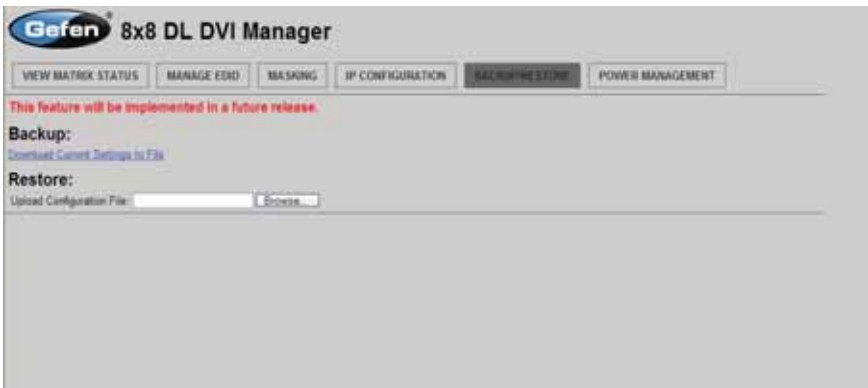 Gefen® 8x8 DL DVI Manager
VIEW MATRIX STATUS MANAGE EDID MASKING IP CONFIGURATION BACKUP/RESTORE POWER MANAGEMENT
This feature will be implemented in a future release.
Backup:
Download Current Settings to File
Restore:
Upload Configuration File: Browse...